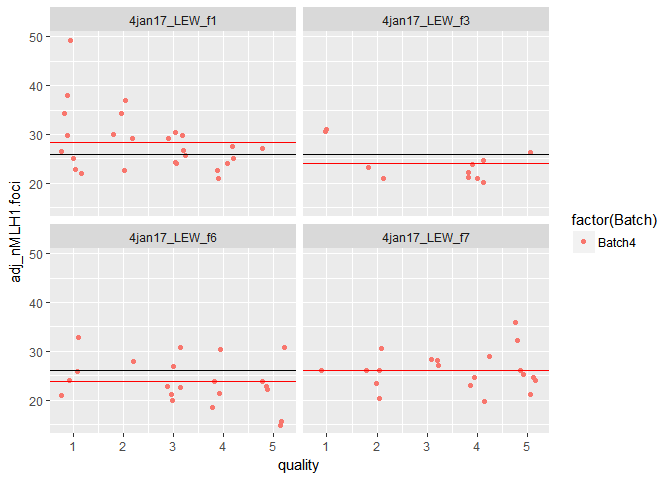 4jan17_LEW_f1 4jan17_LEW_f3
50
40
30
20
4jan17_LEW_f6 4jan17_LEW_f7
50
40
30
20
1 2 3 4 5 1 2 3 4 5
quality
adj_nMLH1.foci
factor(Batch)
Batch4